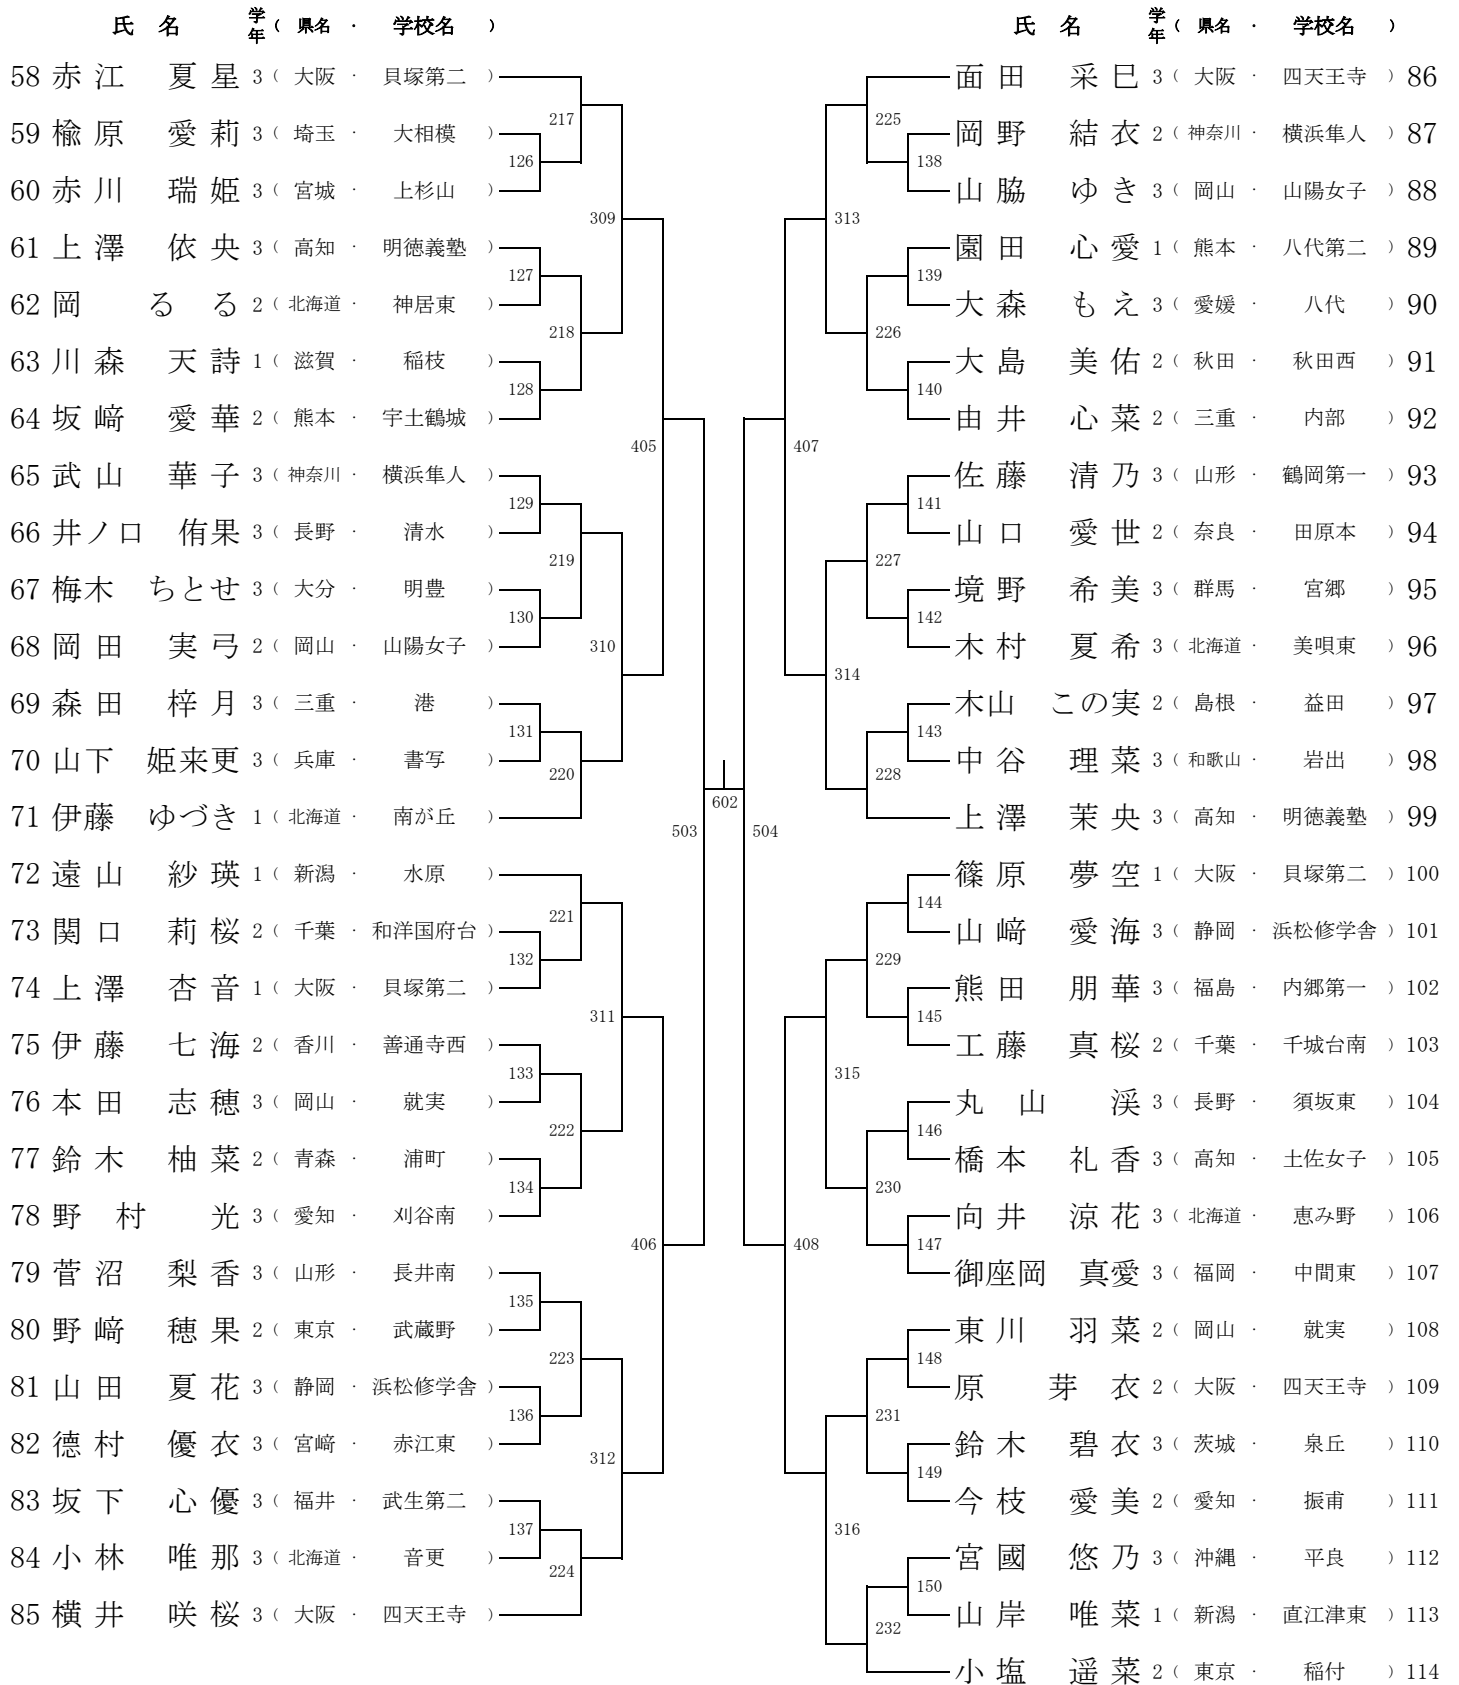 氏 名 学年 ( 県名 ・ 学校名 )
58 赤江 夏星 3 ( 大阪 ・ 貝塚第二 )
217
59 楡原 愛莉 3 ( 埼玉 ・ 大相模 )
126
60 赤川 瑞姫 3 ( 宮城 ・ 上杉山 )
309
61 上澤 依央 3 ( 高知 ・ 明徳義塾 )
127
62 岡 るる 2 ( 北海道 ・ 神居東 )
218
63 川森 天詩 1 ( 滋賀 ・ 稲枝 )
128
64 坂﨑 愛華 2 ( 熊本 ・ 宇土鶴城 )
405
65 武山 華子 3 ( 神奈川 ・ 横浜隼人 )
129
66 井ノ口 侑果 3 ( 長野 ・ 清水 )
219
67 梅木 ちとせ 3 ( 大分 ・ 明豊 )
130
68 岡田 実弓 2 ( 岡山 ・ 山陽女子 )
310
69 森田 梓月 3 ( 三重 ・ 港 )
131
70 山下 姫来更 3 ( 兵庫 ・ 書写 )
220
71 伊藤 ゆづき 1 ( 北海道 ・ 南が丘 )
503
72 遠山 紗瑛 1 ( 新潟 ・ 水原 )
221
73 関口 莉桜 2 ( 千葉 ・ 和洋国府台 )
132
74 上澤 杏音 1 ( 大阪 ・ 貝塚第二 )
311
75 伊藤 七海 2 ( 香川 ・ 善通寺西 )
133
76 本田 志穂 3 ( 岡山 ・ 就実 )
222
77 鈴木 柚菜 2 ( 青森 ・ 浦町 )
134
78 野村 光 3 ( 愛知 ・ 刈谷南 )
406
79 菅沼 梨香 3 ( 山形 ・ 長井南 )
135
80 野﨑 穂果 2 ( 東京 ・ 武蔵野 )
223
81 山田 夏花 3 ( 静岡 ・ 浜松修学舎 )
136
82 德村 優衣 3 ( 宮崎 ・ 赤江東 )
312
83 坂下 心優 3 ( 福井 ・ 武生第二 )
137
84 小林 唯那 3 ( 北海道 ・ 音更 )
224
85 横井 咲桜 3 ( 大阪 ・ 四天王寺 )
602
氏 名 学年 ( 県名 ・ 学校名 )
面田 采巳 3 ( 大阪 ・ 四天王寺 ) 86
225
岡野 結衣 2 ( 神奈川 ・ 横浜隼人 ) 87
138
山脇 ゆき 3 ( 岡山 ・ 山陽女子 ) 88
313
園田 心愛 1 ( 熊本 ・ 八代第二 ) 89
139
大森 もえ 3 ( 愛媛 ・ 八代 ) 90
226
大島 美佑 2 ( 秋田 ・ 秋田西 ) 91
140
由井 心菜 2 ( 三重 ・ 内部 ) 92
407
佐藤 清乃 3 ( 山形 ・ 鶴岡第一 ) 93
141
山口 愛世 2 ( 奈良 ・ 田原本 ) 94
227
境野 希美 3 ( 群馬 ・ 宮郷 ) 95
142
木村 夏希 3 ( 北海道 ・ 美唄東 ) 96
314
木山 この実 2 ( 島根 ・ 益田 ) 97
143
中谷 理菜 3 ( 和歌山 ・ 岩出 ) 98
228
上澤 茉央 3 ( 高知 ・ 明徳義塾 ) 99
504
篠原 夢空 1 ( 大阪 ・ 貝塚第二 ) 100
144
山﨑 愛海 3 ( 静岡 ・ 浜松修学舎 ) 101
229
熊田 朋華 3 ( 福島 ・ 内郷第一 ) 102
145
工藤 真桜 2 ( 千葉 ・ 千城台南 ) 103
315
丸山 渓 3 ( 長野 ・ 須坂東 ) 104
146
橋本 礼香 3 ( 高知 ・ 土佐女子 ) 105
230
向井 涼花 3 ( 北海道 ・ 恵み野 ) 106
147
408
御座岡 真愛 3 ( 福岡 ・ 中間東 ) 107
東川 羽菜 2 ( 岡山 ・ 就実 ) 108
148
原 芽衣 2 ( 大阪 ・ 四天王寺 ) 109
231
鈴木 碧衣 3 ( 茨城 ・ 泉丘 ) 110
149
今枝 愛美 2 ( 愛知 ・ 振甫 ) 111
316
宮國 悠乃 3 ( 沖縄 ・ 平良 ) 112
150
山岸 唯菜 1 ( 新潟 ・ 直江津東 ) 113
232
小塩 遥菜 2 ( 東京 ・ 稲付 ) 114